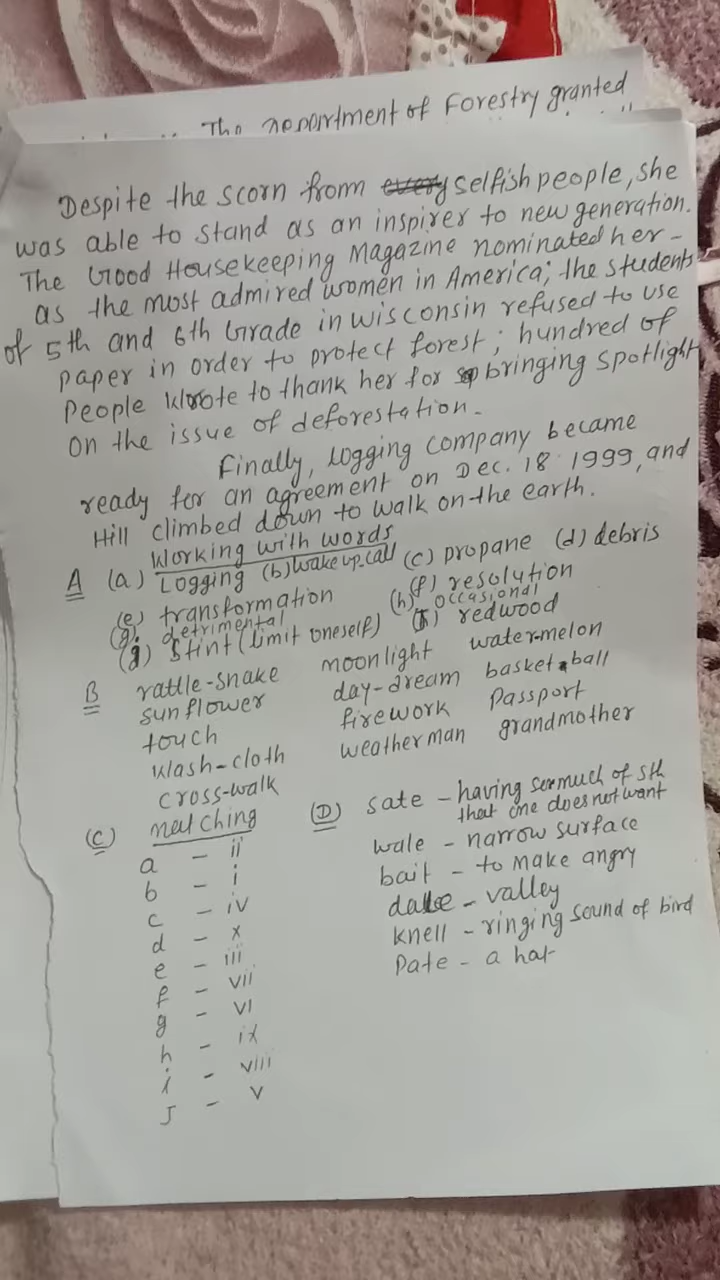 The Department of Forestry granted
Despite the scorn from selfish people, she
was able to stand as an inspirer to new generation.
The Good Housekeeping Magazine nominated her-
as the most admired women in America; the students
of 5th and 6th Grade in Wisconsin refused to use
paper in order to protect forest; hundred of
People wrote to thank her for bringing spotlight
on the issue of deforestation.
Finally, Logging company became
ready for an agreement on Dec. 18 1999, and
Hill climbed down to walk on the earth.
Working with words
A (a) Logging (b) wake up call (c) propane (d) debris
(e) transformation (f) resolution
(g) detrimental (h) occasional
(g) stint (limit oneself) (j) redwood
B rattle-snake moonlight watermelon
sunflower day-dream basket ball
touch firework Passport
Wash-cloth weatherman grandmother
cross-walk
(C) matching
a - ii
b - i
c - iv
d - x
e - iii
f - vii
g - vi
h - ix
i - viii
J - v
(D) sate - having much of sth
that one does not want
wale - narrow surface
bait - to make angry
dale - valley
knell - ringing sound of bird
Pate - a hat